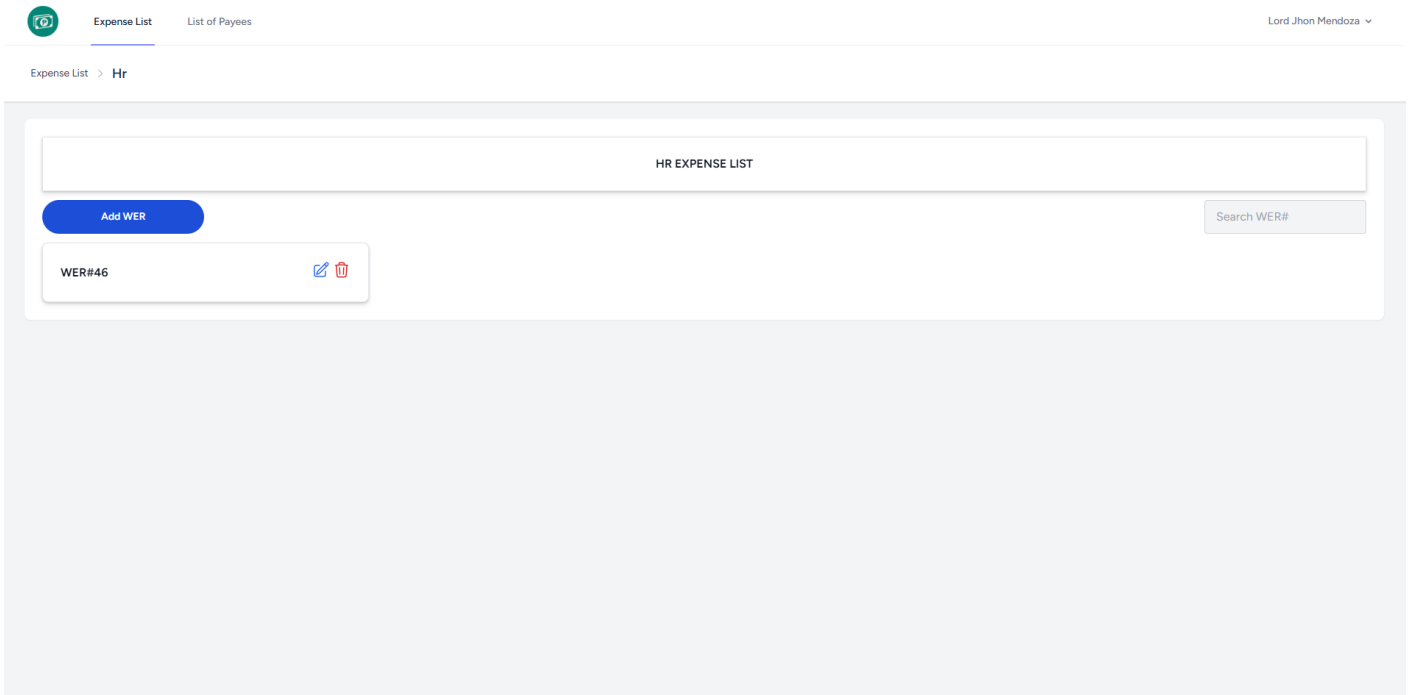 Expense List
List of Payees
Lord Jhon Mendoza
Expense List > Hr
HR EXPENSE LIST
Add WER
Search WER#
WER#46